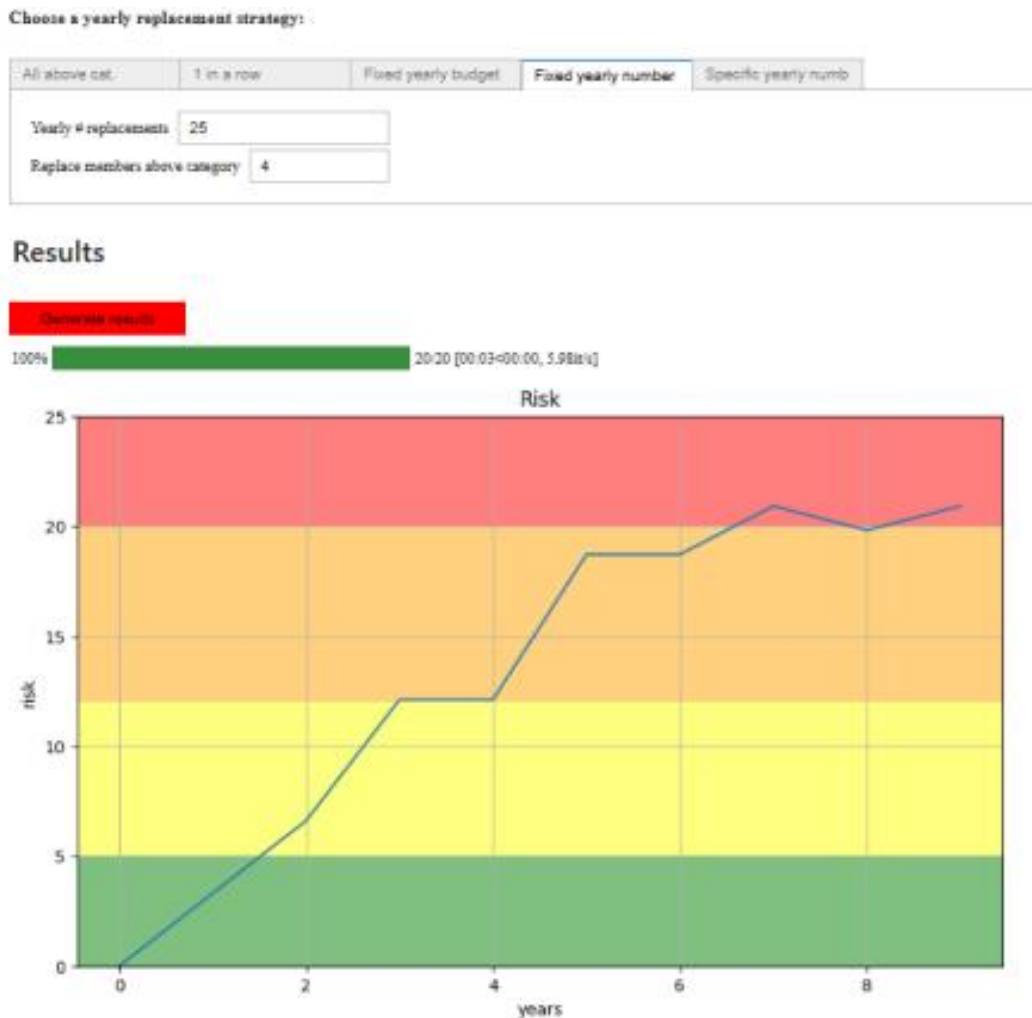 Choose a yearly replacement strategy:
All above cat. 1 in a row Fixed yearly budget Fixed yearly number Specific yearly numb
Yearly # replacements 25
Replace members above category 4
Results
Generate results
100% 20/20 [00:03<00:00, 5.98it/s]
Risk
25
20
15
10
5
0
risk
0 2 4 6 8
years